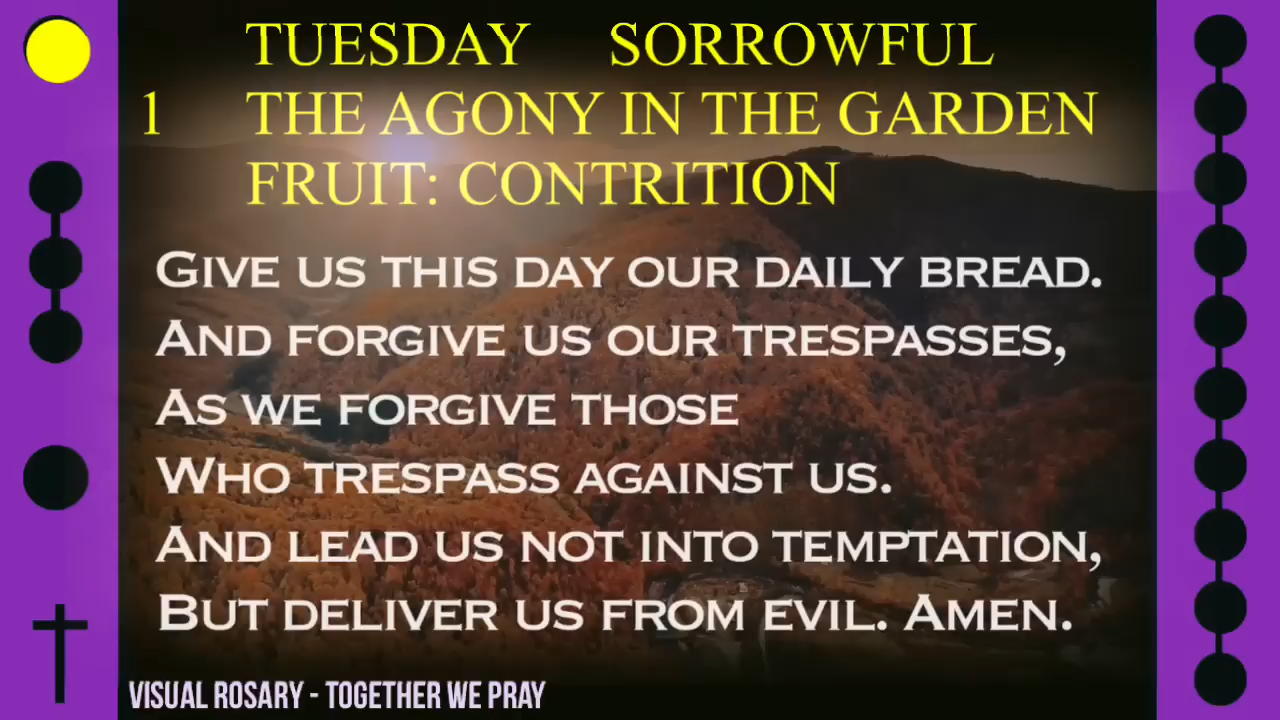 TUESDAY SORROWFUL
1 THE AGONY IN THE GARDEN
FRUIT: CONTRITION
GIVE US THIS DAY OUR DAILY BREAD.
AND FORGIVE US OUR TRESPASSES,
AS WE FORGIVE THOSE
WHO TRESPASS AGAINST US.
AND LEAD US NOT INTO TEMPTATION,
BUT DELIVER US FROM EVIL. AMEN.
VISUAL ROSARY - TOGETHER WE PRAY